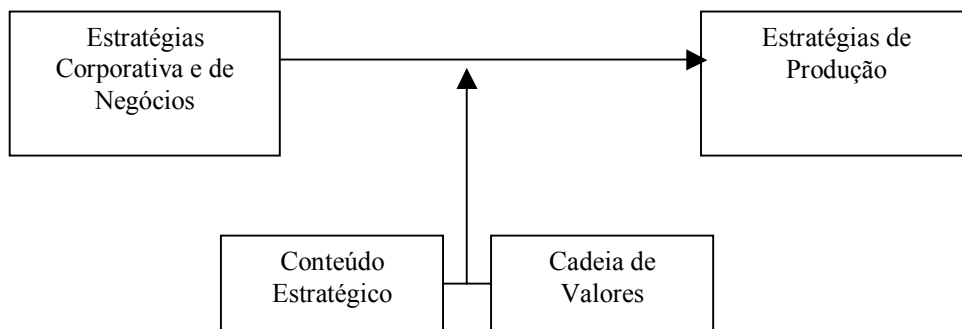 Estratégias
Corporativa e de
Negócios
Estratégias de
Produção
Conteúdo
Estratégico
Cadeia de
Valores